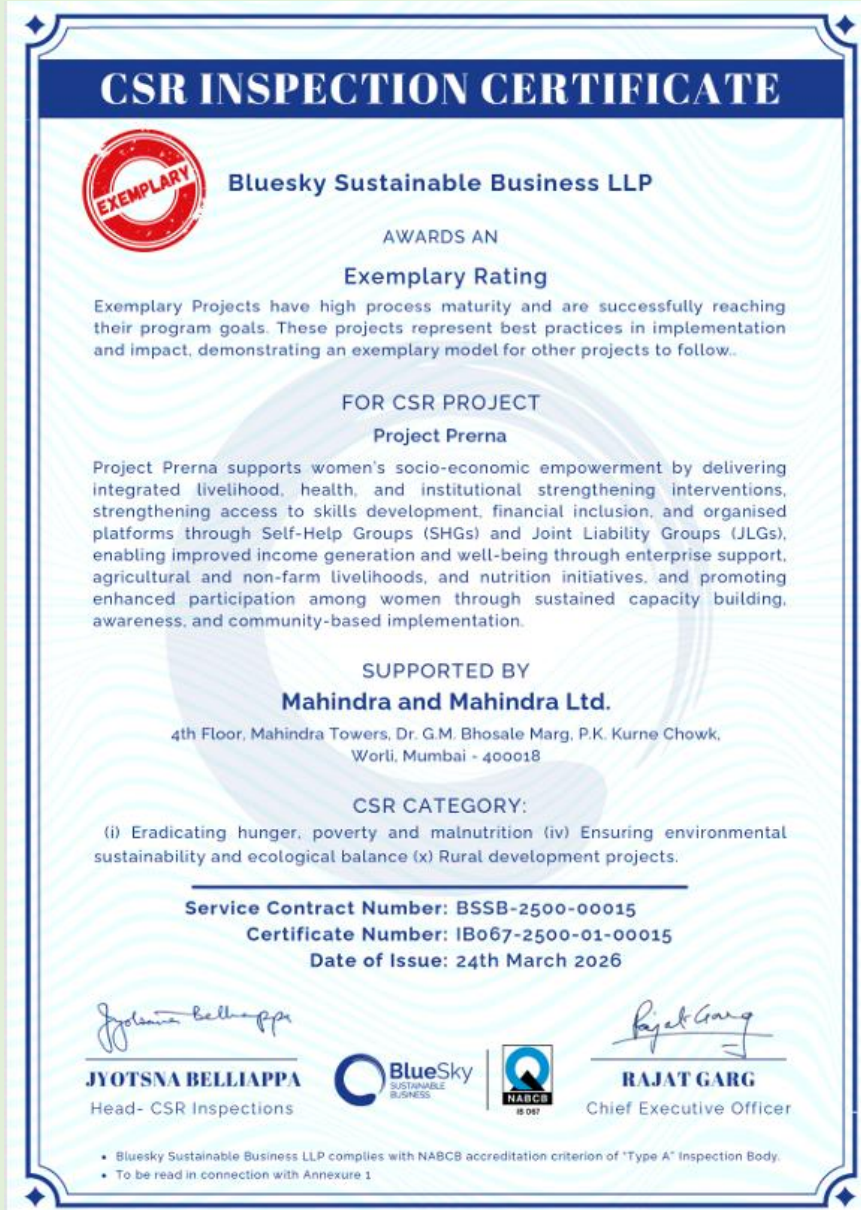 CSR INSPECTION CERTIFICATE
EXEMPLARY
Bluesky Sustainable Business LLP
AWARDS AN
Exemplary Rating
Exemplary Projects have high process maturity and are successfully reaching
their program goals. These projects represent best practices in implementation
and impact, demonstrating an exemplary model for other projects to follow..
FOR CSR PROJECT
Project Prerna
Project Prerna supports women's socio-economic empowerment by delivering
integrated livelihood, health, and institutional strengthening interventions,
strengthening access to skills development, financial inclusion, and organised
platforms through Self-Help Groups (SHGs) and Joint Liability Groups (JLGs),
enabling improved income generation and well-being through enterprise support,
agricultural and non-farm livelihoods, and nutrition initiatives, and promoting
enhanced participation among women through sustained capacity building,
awareness, and community-based implementation.
SUPPORTED BY
Mahindra and Mahindra Ltd.
4th Floor, Mahindra Towers, Dr. G.M. Bhosale Marg, P.K. Kurne Chowk,
Worli, Mumbai - 400018
CSR CATEGORY:
(i) Eradicating hunger, poverty and malnutrition (iv) Ensuring environmental
sustainability and ecological balance (x) Rural development projects.
Service Contract Number: BSSB-2500-00015
Certificate Number: IB067-2500-01-00015
Date of Issue: 24th March 2026
Jyotsna Belliappa
Rajat Garg
JYOTSNA BELLIAPPA
Head- CSR Inspections
BlueSky
SUSTAINABLE
BUSINESS
NABCB
IB 067
RAJAT GARG
Chief Executive Officer
• Bluesky Sustainable Business LLP complies with NABCB accreditation criterion of "Type A" Inspection Body.
• To be read in connection with Annexure 1